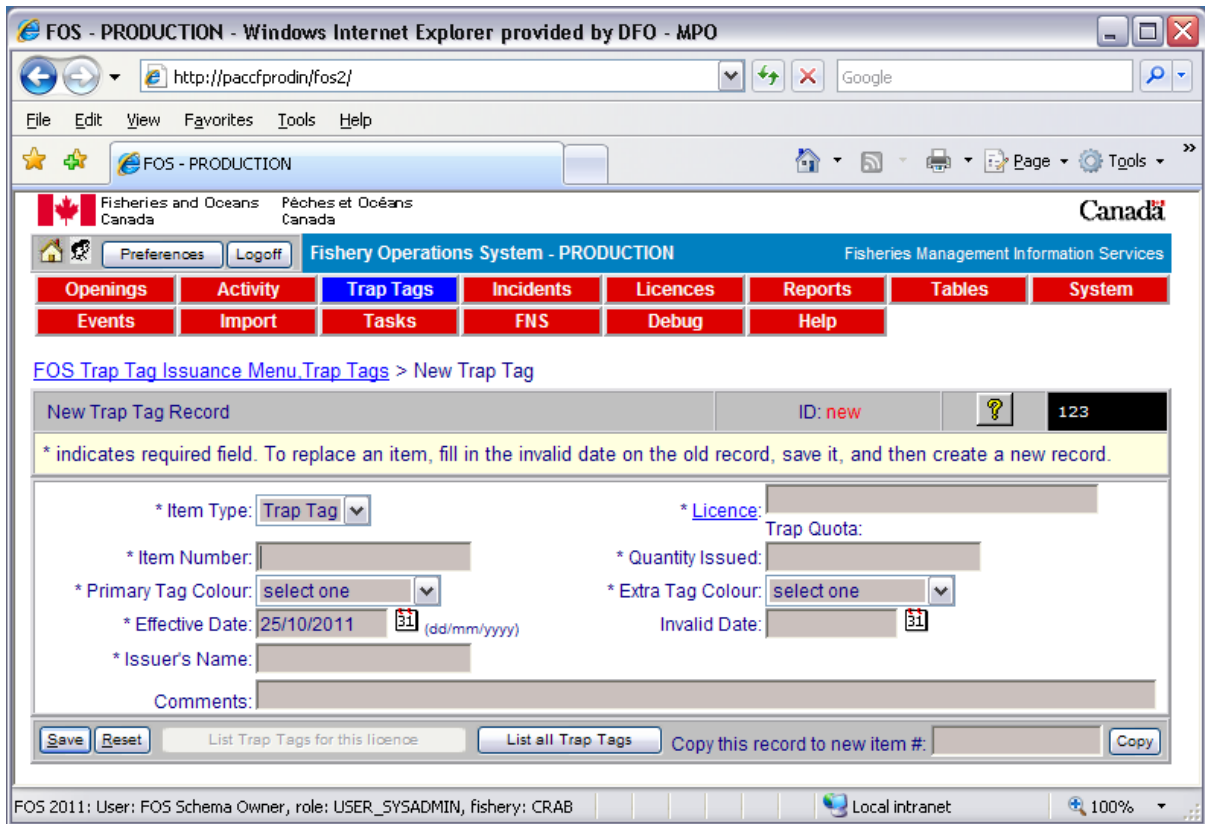 FOS - PRODUCTION - Windows Internet Explorer provided by DFO - MPO
http://paccfprodin/fos2/ Google
File Edit View Favorites Tools Help
FOS - PRODUCTION Page Tools »
Fisheries and Oceans Pêches et Océans
Canada Canada Canada
Preferences Logoff Fishery Operations System - PRODUCTION Fisheries Management Information Services
Openings Activity Trap Tags Incidents Licences Reports Tables System
Events Import Tasks FNS Debug Help
FOS Trap Tag Issuance Menu,Trap Tags > New Trap Tag
New Trap Tag Record ID: new ? 123
* indicates required field. To replace an item, fill in the invalid date on the old record, save it, and then create a new record.
* Item Type: Trap Tag * Licence:
Trap Quota:
* Item Number: * Quantity Issued:
* Primary Tag Colour: select one * Extra Tag Colour: select one
* Effective Date: 25/10/2011 31 (dd/mm/yyyy) Invalid Date: 31
* Issuer's Name:
Comments:
Save Reset List Trap Tags for this licence List all Trap Tags Copy this record to new item #: Copy
FOS 2011: User: FOS Schema Owner, role: USER_SYSADMIN, fishery: CRAB Local intranet 100%